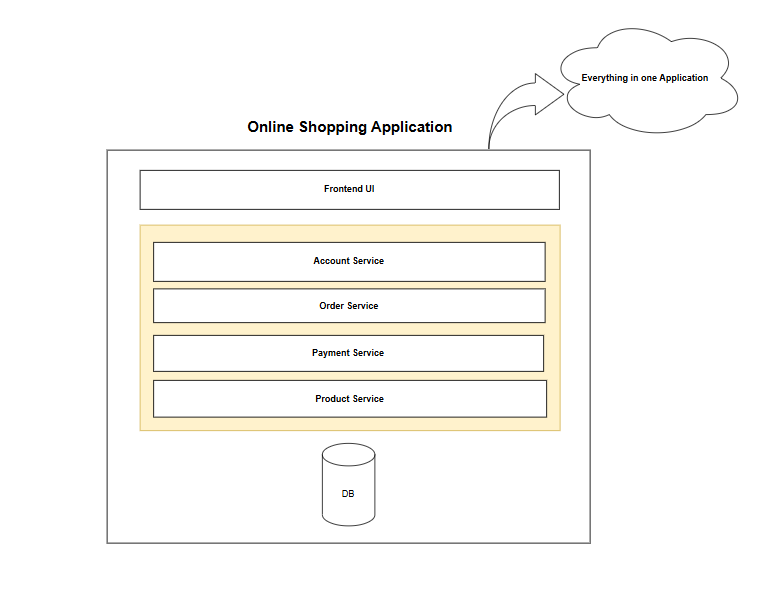 Everything in one Application
Online Shopping Application
Frontend UI
Account Service
Order Service
Payment Service
Product Service
DB